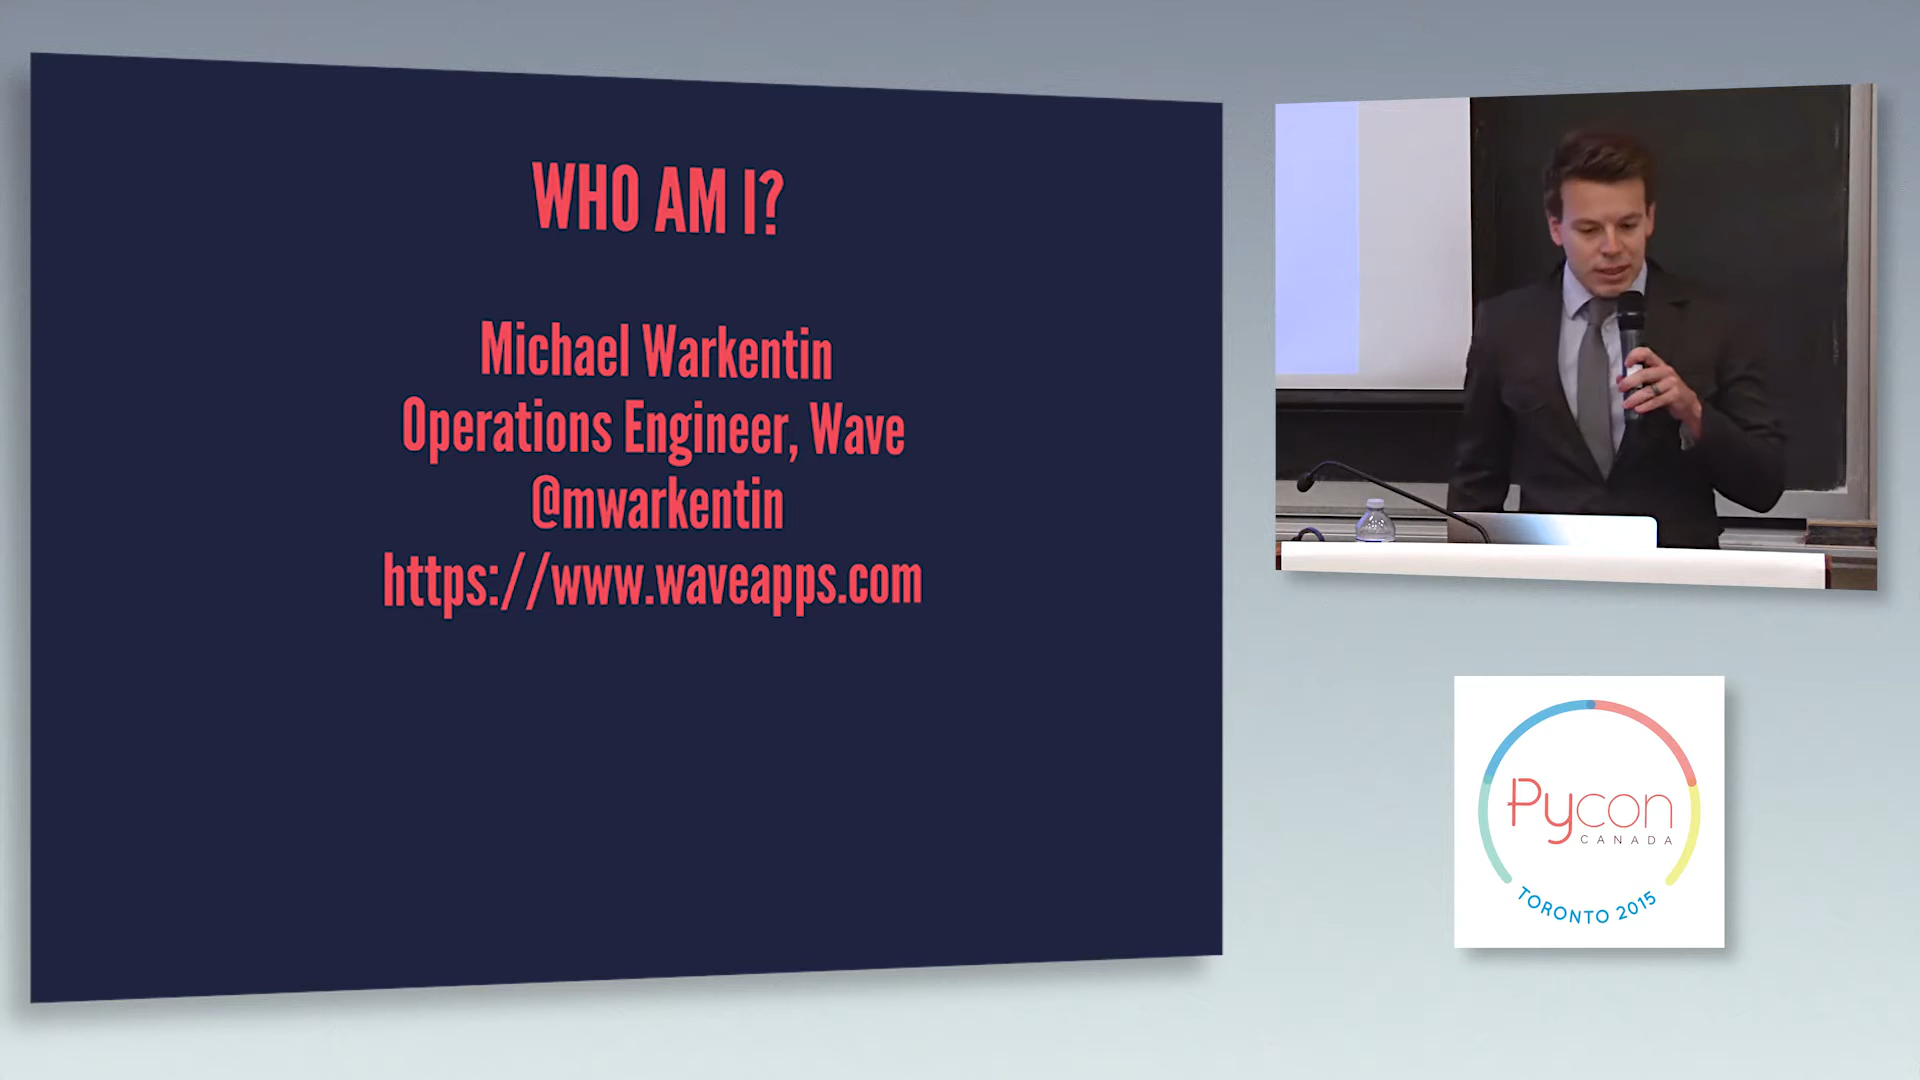 WHO AM I?
Michael Warkentin
Operations Engineer, Wave
@mwarkentin
https://www.waveapps.com
Pycon
CANADA
TORONTO 2015